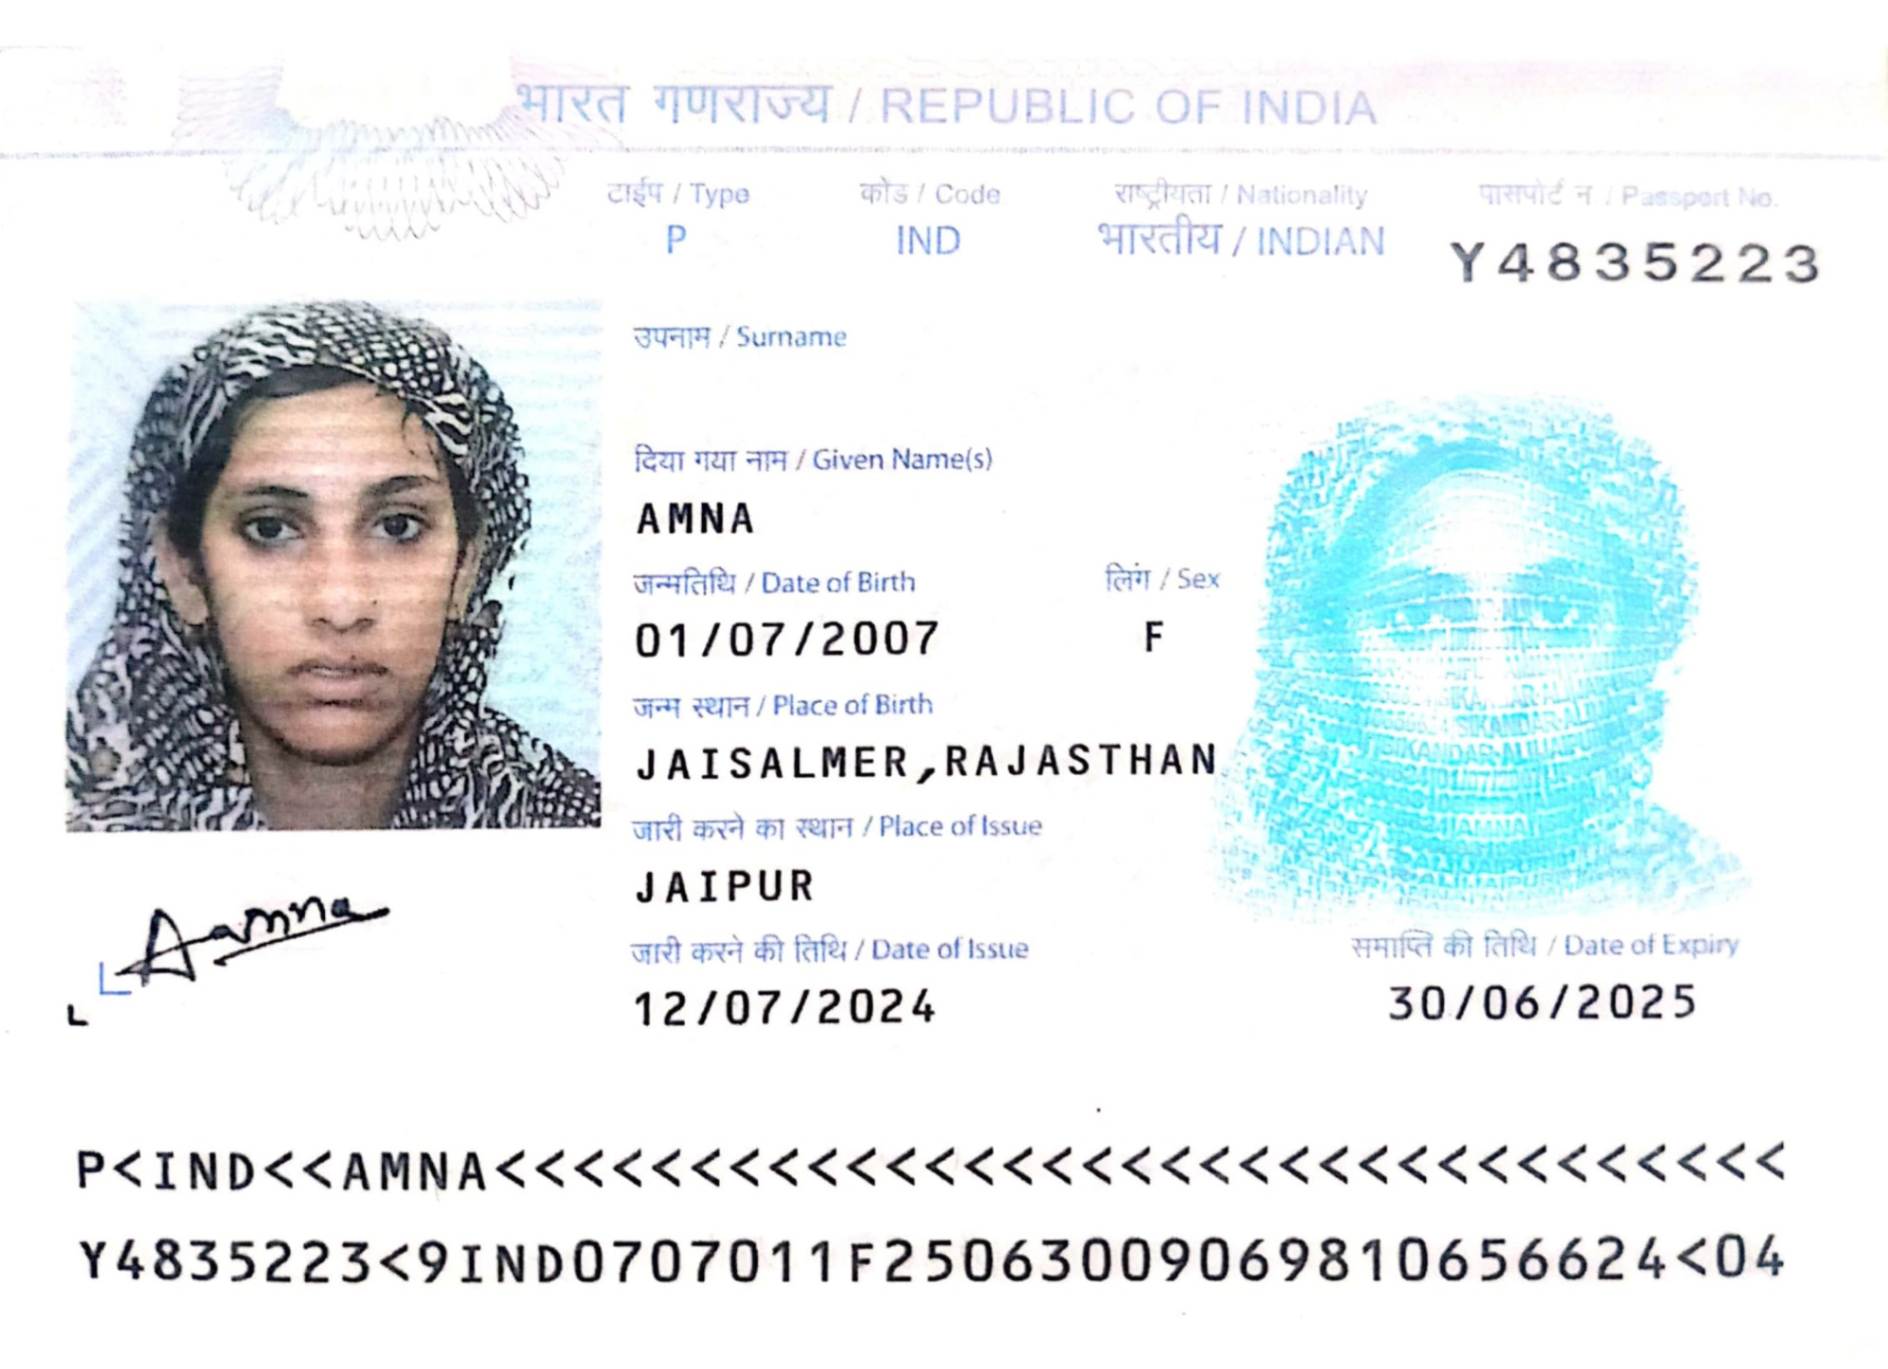 भारत गणराज्य / REPUBLIC OF INDIA
टाईप / Type कोड / Code राष्ट्रीयता / Nationality पासपोर्ट न / Passport No.
P IND भारतीय / INDIAN Y4835223
उपनाम / Surname
दिया गया नाम / Given Name(s)
AMNA
जन्मतिथि / Date of Birth लिंग / Sex
01/07/2007 F
जन्म स्थान / Place of Birth
JAISALMER,RAJASTHAN
जारी करने का स्थान / Place of Issue
JAIPUR
जारी करने की तिथि / Date of Issue समाप्ति की तिथि / Date of Expiry
12/07/2024 30/06/2025
Aamna
P<IND<<AMNA<<<<<<<<<<<<<<<<<<<<<<<<<<<<<<<<<
Y4835223<9IND0707011F25063009069810656624<04